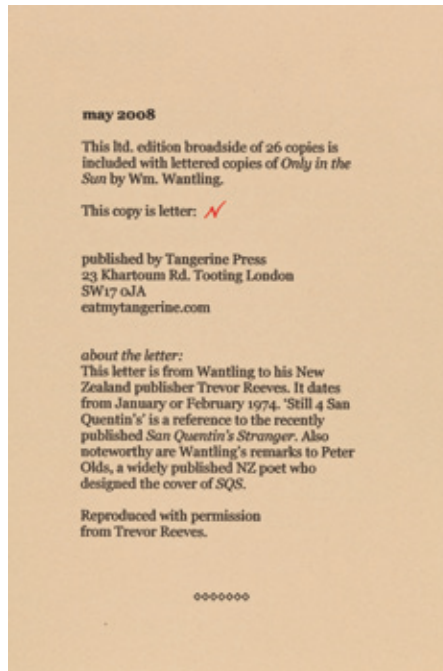 may 2008
This ltd. edition broadside of 26 copies is
included with lettered copies of Only in the
Sun by Wm. Wantling.
This copy is letter: N
published by Tangerine Press
23 Khartoum Rd. Tooting London
SW17 0JA
eatmytangerine.com
about the letter:
This letter is from Wantling to his New
Zealand publisher Trevor Reeves. It dates
from January or February 1974. 'Still 4 San
Quentin's' is a reference to the recently
published San Quentin's Stranger. Also
noteworthy are Wantling's remarks to Peter
Olds, a widely published NZ poet who
designed the cover of SQS.
Reproduced with permission
from Trevor Reeves.